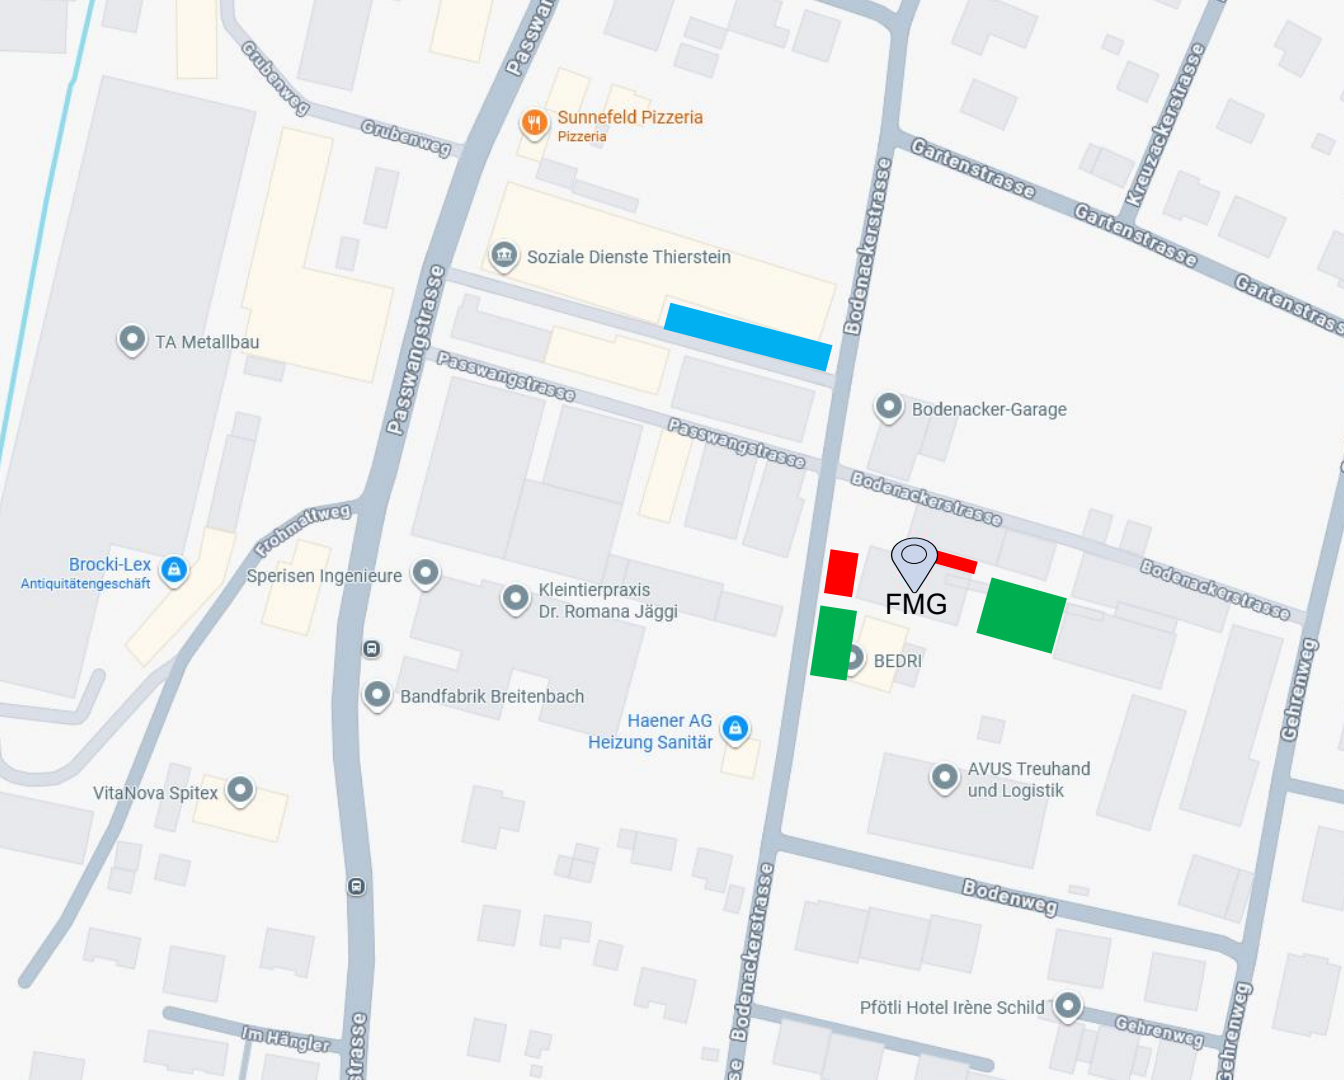 Passwan
Grubenweg
Grubenweg
Sunnefeld Pizzeria
Pizzeria
Gartenstrasse
Kreuzackerstrasse
Gartenstrasse
Gartenstrass
Bodenackerstrasse
Soziale Dienste Thierstein
Passwangstrasse
TA Metallbau
Passwangstrasse
Bodenacker-Garage
Passwangstrasse
Bodenackerstrasse
Frohmattweg
Brocki-Lex
Antiquitätengeschäft
Sperisen Ingenieure
Kleintierpraxis
Dr. Romana Jäggi
FMG
Bodenackerstrasse
BEDRI
Gehrenweg
Bandfabrik Breitenbach
Haener AG
Heizung Sanitär
AVUS Treuhand
und Logistik
VitaNova Spitex
Bodenweg
Bodenackerstrasse
Pfötli Hotel Irène Schild
Gehrenweg
Gehrenweg
Im Hängler
strasse
se